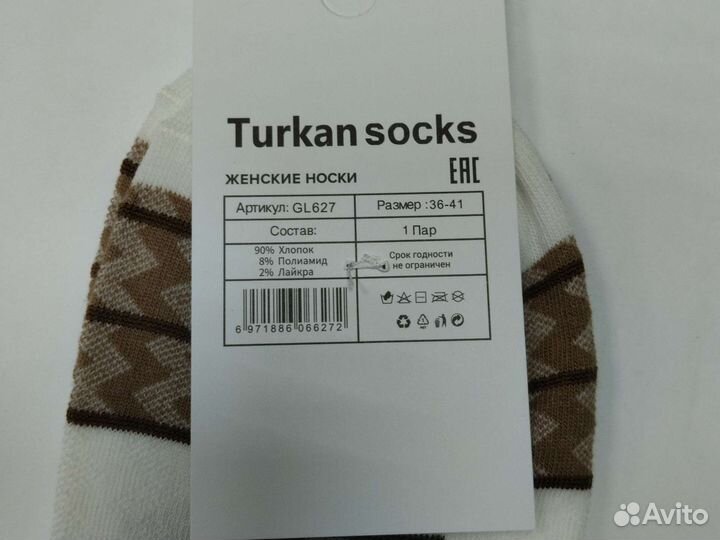 Turkan socks
ЖЕНСКИЕ НОСКИ EAC
Артикул: GL627 Размер :36-41
Состав: 1 Пар
90% Хлопок
8% Полиамид
2% Лайкра
Срок годности
не ограничен
6 971886 066272
Avito